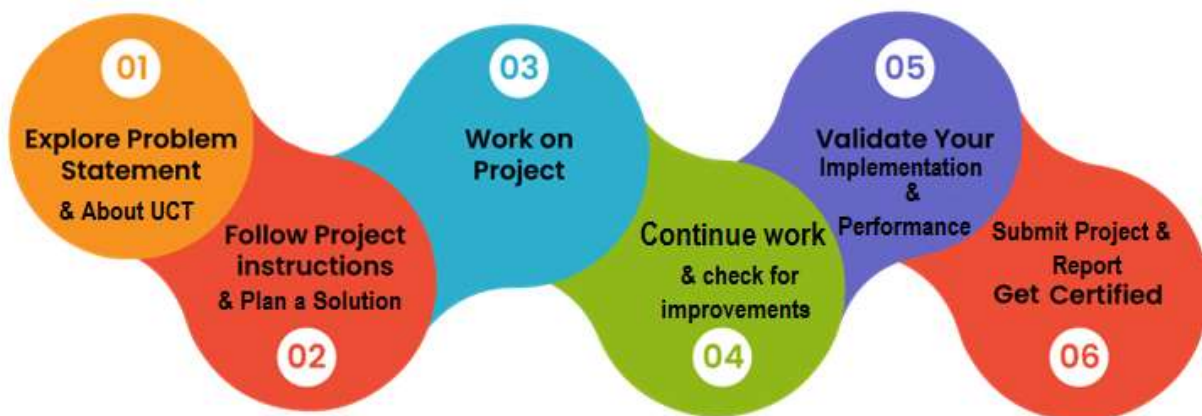 01
Explore Problem
Statement
& About UCT
Follow Project
instructions
& Plan a Solution
02
03
Work on
Project
Continue work
& check for
improvements
04
05
Validate Your
Implementation
&
Performance
Submit Project &
Report
Get Certified
06